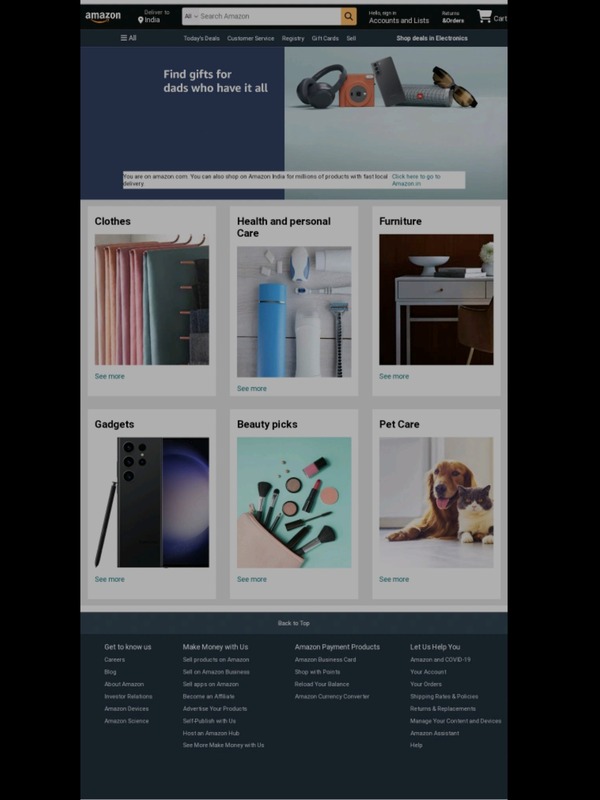 amazon
Deliver to
India
All
Search Amazon
Hello, sign in
Accounts and Lists
Returns
&Orders
Cart
All
Today's Deals
Customer Service
Registry
Gift Cards
Sell
Shop deals in Electronics
Find gifts for
dads who have it all
You are on amazon.com. You can also shop on Amazon India for millions of products with fast local
delivery.
Click here to go to
Amazon.in
Clothes
See more
Health and personal
Care
See more
Furniture
See more
Gadgets
See more
Beauty picks
See more
Pet Care
See more
Back to Top
Get to know us
Careers
Blog
About Amazon
Investor Relations
Amazon Devices
Amazon Science
Make Money with Us
Sell products on Amazon
Sell on Amazon Business
Sell apps on Amazon
Become an Affiliate
Advertise Your Products
Self-Publish with Us
Host an Amazon Hub
See More Make Money with Us
Amazon Payment Products
Amazon Business Card
Shop with Points
Reload Your Balance
Amazon Currency Converter
Let Us Help You
Amazon and COVID-19
Your Account
Your Orders
Shipping Rates & Policies
Returns & Replacements
Manage Your Content and Devices
Amazon Assistant
Help